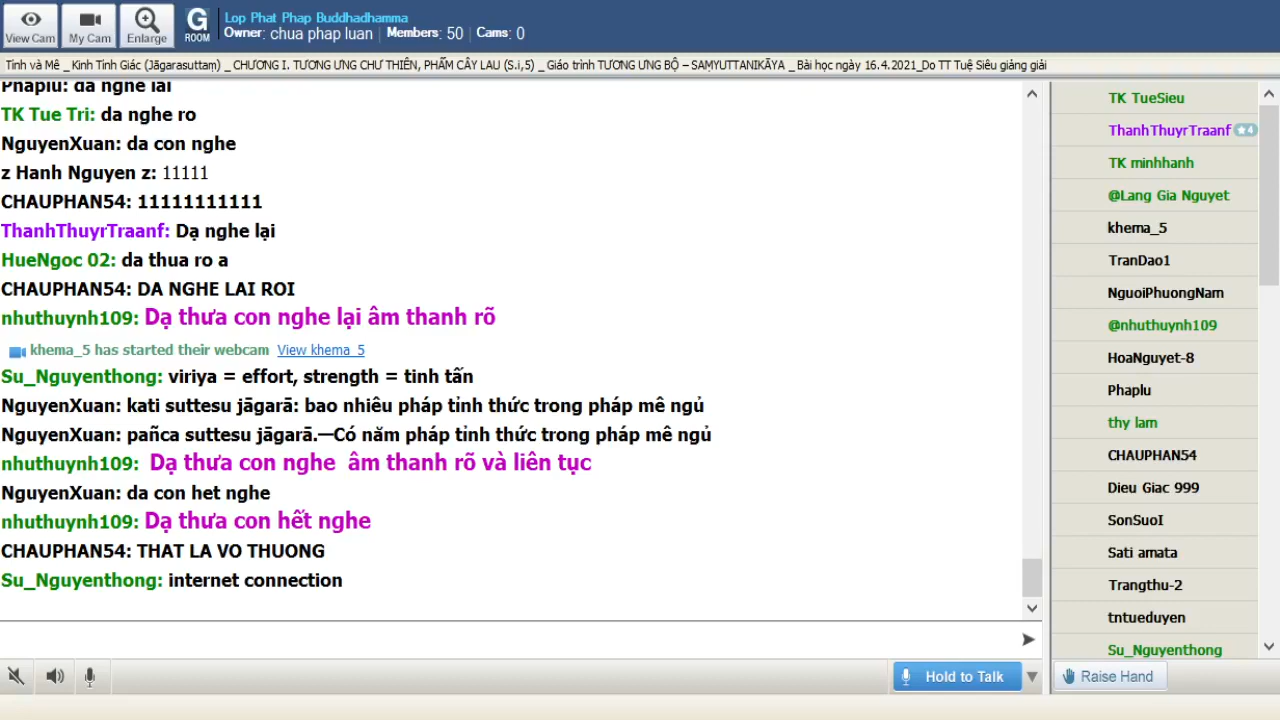 View Cam
My Cam
Enlarge
G
ROOM
Lop Phat Phap Buddhadhamma
Owner: chua phap luan | Members: 50 | Cams: 0
Tỉnh và Mê _ Kinh Tỉnh Giác (Jāgarasuttaṃ) _ CHƯƠNG I. TƯƠNG ƯNG CHƯ THIÊN, PHẨM CÂY LAU (S.i,5) _ Giáo trình TƯƠNG ƯNG BỘ – SAṂYUTTANIKĀYA _ Bài học ngày 16.4.2021_Do TT Tuệ Siêu giảng giải
Phaplu: da nghe lai
TK Tue Tri: da nghe ro
NguyenXuan: da con nghe
z Hanh Nguyen z: 11111
CHAUPHAN54: 11111111111
ThanhThuyrTraanf: Dạ nghe lại
HueNgoc 02: da thua ro a
CHAUPHAN54: DA NGHE LAI ROI
nhuthuynh109: Dạ thưa con nghe lại âm thanh rõ
khema_5 has started their webcam View khema_5
Su_Nguyenthong: viriya = effort, strength = tinh tấn
NguyenXuan: kati suttesu jāgarā: bao nhiêu pháp tỉnh thức trong pháp mê ngủ
NguyenXuan: pañca suttesu jāgarā.—Có năm pháp tỉnh thức trong pháp mê ngủ
nhuthuynh109: Dạ thưa con nghe âm thanh rõ và liên tục
NguyenXuan: da con het nghe
nhuthuynh109: Dạ thưa con hết nghe
CHAUPHAN54: THAT LA VO THUONG
Su_Nguyenthong: internet connection
Hold to Talk
TK TueSieu
ThanhThuyrTraanf 4
TK minhhanh
@Lang Gia Nguyet
khema_5
TranDao1
NguoiPhuongNam
@nhuthuynh109
HoaNguyet-8
Phaplu
thy lam
CHAUPHAN54
Dieu Giac 999
SonSuoI
Sati amata
Trangthu-2
tntueduyen
Su_Nguyenthong
Raise Hand